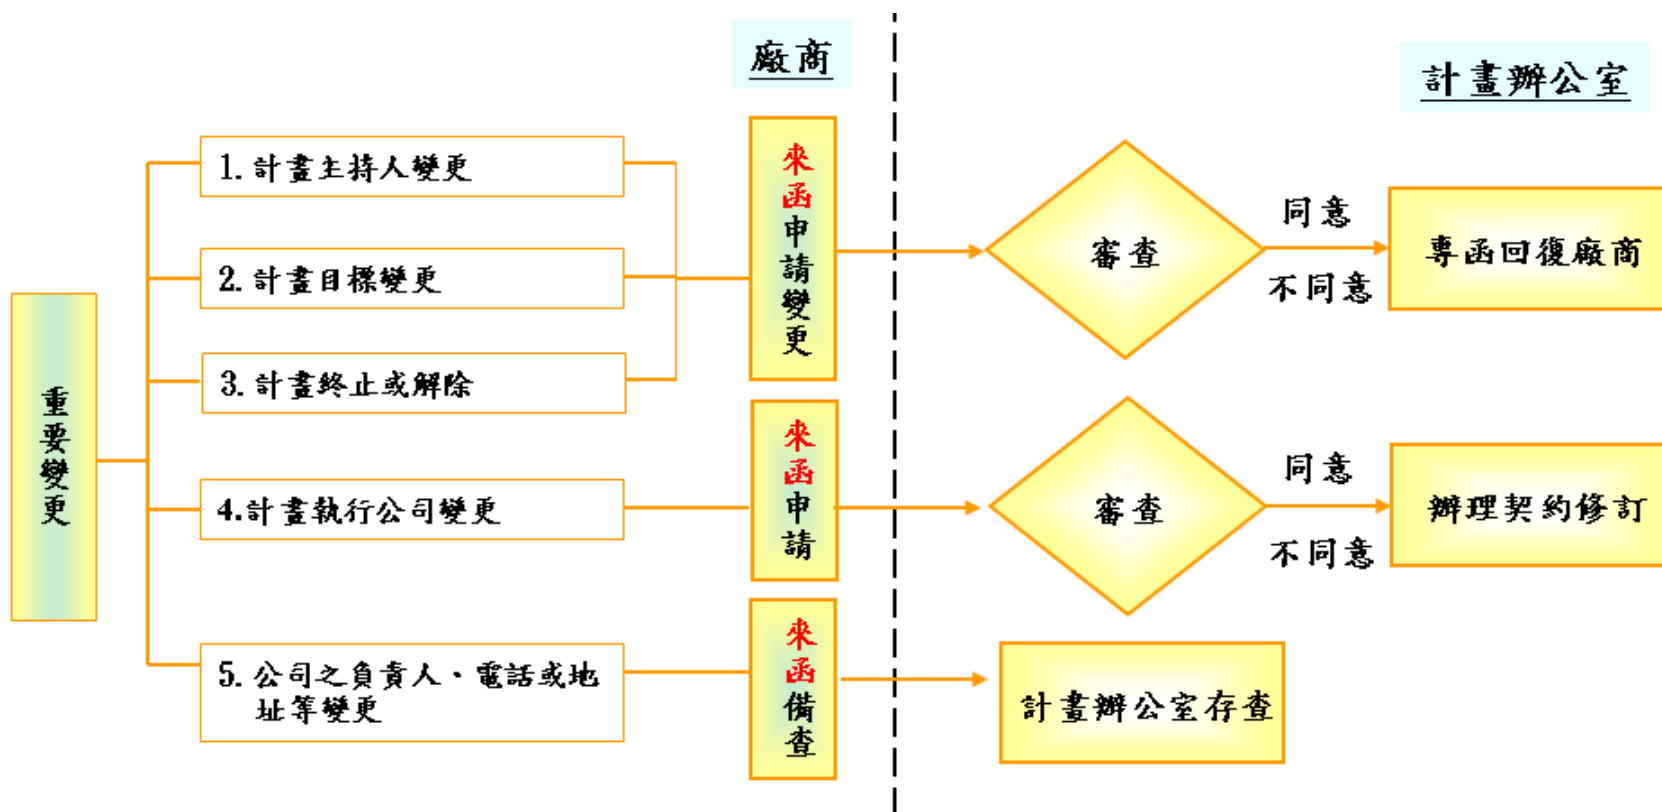 廠商
計畫辦公室
重要變更
1. 計畫主持人變更
2. 計畫目標變更
3. 計畫終止或解除
4.計畫執行公司變更
5. 公司之負責人、電話或地
址等變更
來函申請變更
來函申請
來函備查
審查
同意
不同意
專函回復廠商
審查
同意
不同意
辦理契約修訂
計畫辦公室存查